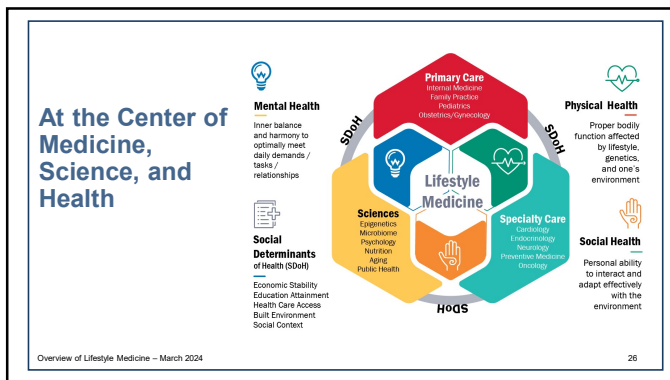 At the Center of
Medicine,
Science, and
Health
Mental Health
Inner balance
and harmony to
optimally meet
daily demands /
tasks /
relationships
Social
Determinants
of Health (SDoH)
Economic Stability
Education Attainment
Health Care Access
Built Environment
Social Context
Primary Care
Internal Medicine
Family Practice
Pediatrics
Obstetrics/Gynecology
SDoH
SDoH
Lifestyle
Medicine
Sciences
Epigenetics
Microbiome
Psychology
Nutrition
Aging
Public Health
Specialty Care
Cardiology
Endocrinology
Neurology
Preventive Medicine
Oncology
SDoH
Physical Health
Proper bodily
function affected
by lifestyle,
genetics,
and one's
environment
Social Health
Personal ability
to interact and
adapt effectively
with the
environment
Overview of Lifestyle Medicine – March 2024
26